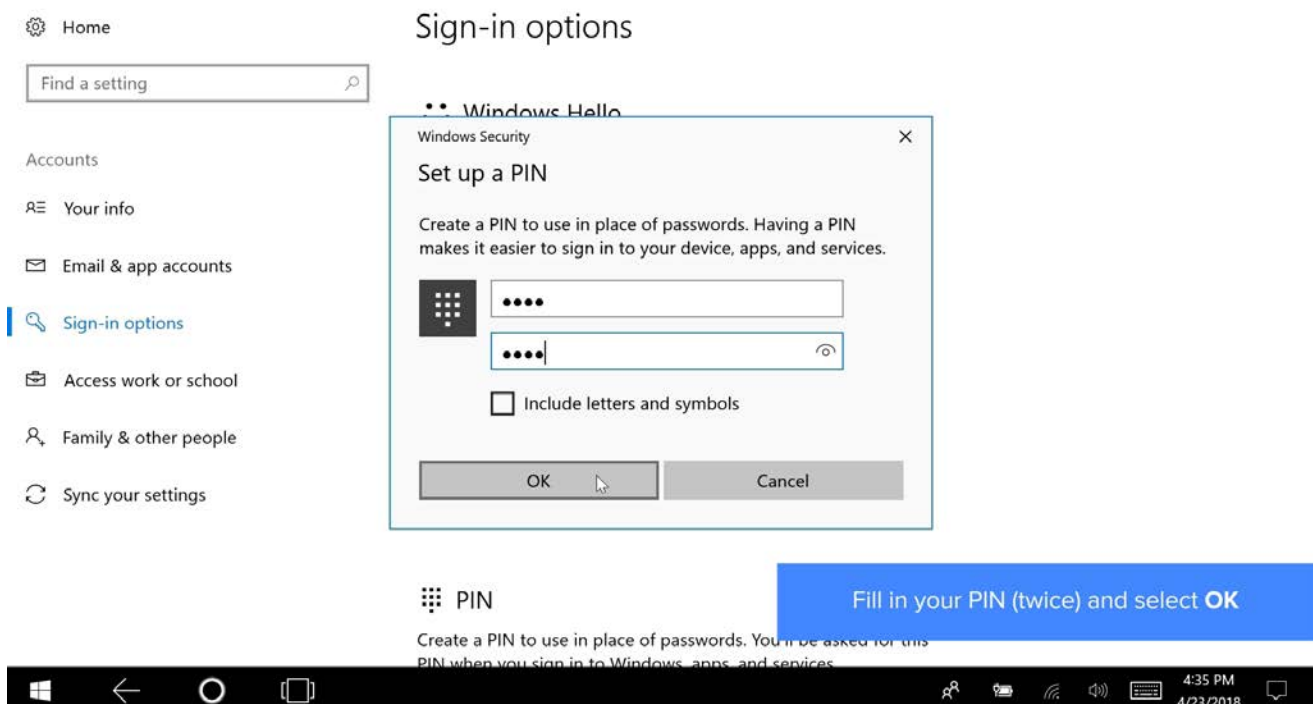 Home
Find a setting
Accounts
Your info
Email & app accounts
Sign-in options
Access work or school
Family & other people
Sync your settings
Sign-in options
Windows Hello
Windows Security
Set up a PIN
Create a PIN to use in place of passwords. Having a PIN
makes it easier to sign in to your device, apps, and services.
Include letters and symbols
OK
Cancel
PIN
Create a PIN to use in place of passwords. You'll be asked for this
PIN when you sign in to Windows, apps, and services.
Fill in your PIN (twice) and select OK
4:35 PM
4/23/2018